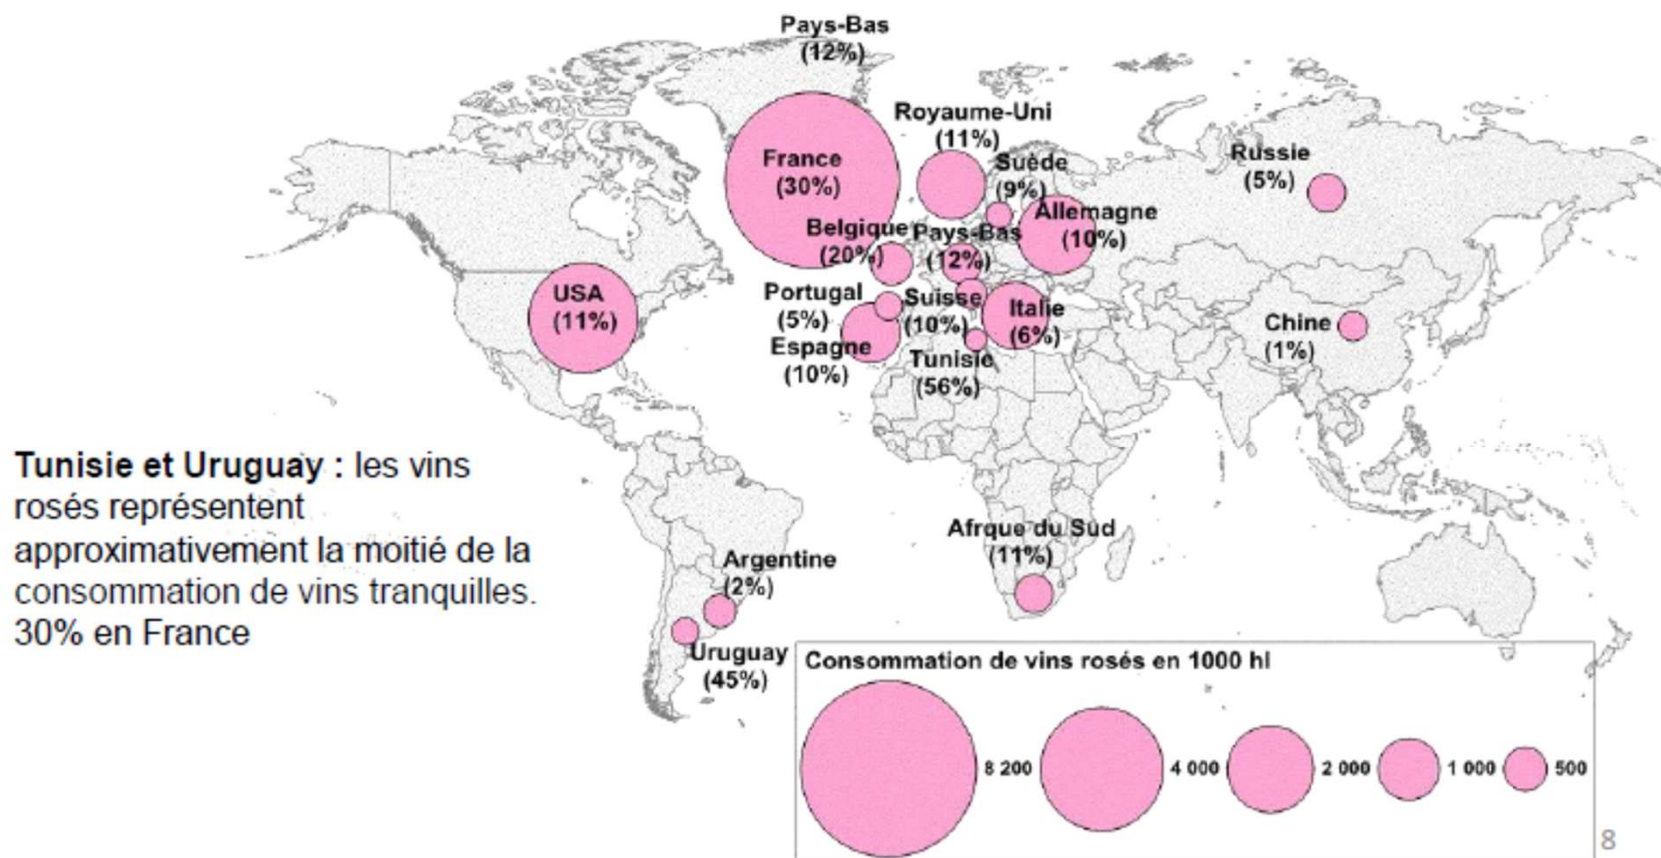 Pays-Bas
(12%)
Royaume-Uni
(11%)
France
(30%)
Suède
(9%)
Russie
(5%)
Allemagne
(10%)
Belgique
(20%)
Pays-Bas
(12%)
USA
(11%)
Portugal
(5%)
Suisse
(10%)
Italie
(6%)
Chine
(1%)
Espagne
(10%)
Tunisie
(56%)
Tunisie et Uruguay : les vins
rosés représentent
approximativement la moitié de la
consommation de vins tranquilles.
30% en France
Afrque du Sud
(11%)
Argentine
(2%)
Uruguay
(45%)
Consommation de vins rosés en 1000 hl
8 200
4 000
2 000
1 000
500
8